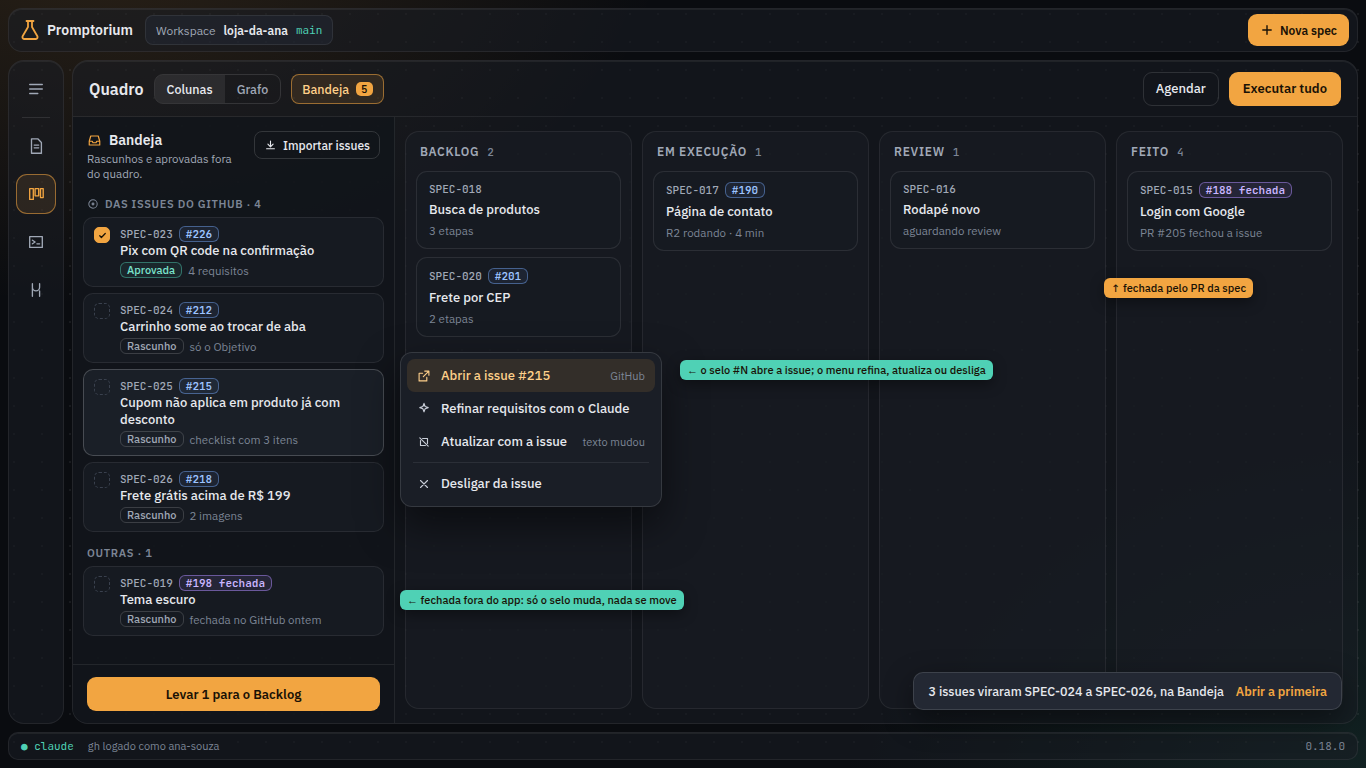 Promptorium
Workspace loja-da-ana main
+ Nova spec
Quadro
Colunas
Grafo
Bandeja 5
Agendar
Executar tudo
Bandeja
Importar issues
Rascunhos e aprovadas fora
do quadro.
DAS ISSUES DO GITHUB · 4
SPEC-023 #226
Pix com QR code na confirmação
Aprovada 4 requisitos
SPEC-024 #212
Carrinho some ao trocar de aba
Rascunho só o Objetivo
SPEC-025 #215
Cupom não aplica em produto já com
desconto
Rascunho checklist com 3 itens
SPEC-026 #218
Frete grátis acima de R$ 199
Rascunho 2 imagens
OUTRAS · 1
SPEC-019 #198 fechada
Tema escuro
Rascunho fechada no GitHub ontem
Levar 1 para o Backlog
BACKLOG 2
SPEC-018
Busca de produtos
3 etapas
SPEC-020 #201
Frete por CEP
2 etapas
Abrir a issue #215 GitHub
Refinar requisitos com o Claude
Atualizar com a issue texto mudou
Desligar da issue
← fechada fora do app: só o selo muda, nada se move
EM EXECUÇÃO 1
SPEC-017 #190
Página de contato
R2 rodando · 4 min
← o selo #N abre a issue; o menu refina, atualiza ou desliga
REVIEW 1
SPEC-016
Rodapé novo
aguardando review
FEITO 4
SPEC-015 #188 fechada
Login com Google
PR #205 fechou a issue
↑ fechada pelo PR da spec
3 issues viraram SPEC-024 a SPEC-026, na Bandeja Abrir a primeira
claude gh logado como ana-souza
0.18.0